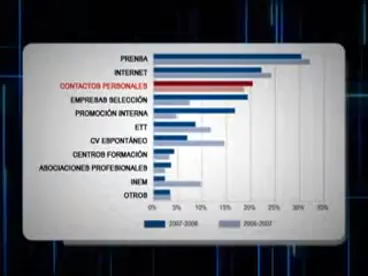 PRENSA
INTERNET
CONTACTOS PERSONALES
EMPRESAS SELECCIÓN
PROMOCIÓN INTERNA
ETT
CV ESPONTÁNEO
CENTROS FORMACIÓN
ASOCIACIONES PROFESIONALES
INEM
OTROS
0% 5% 10% 15% 20% 25% 30% 35%
2007-2008 2006-2007